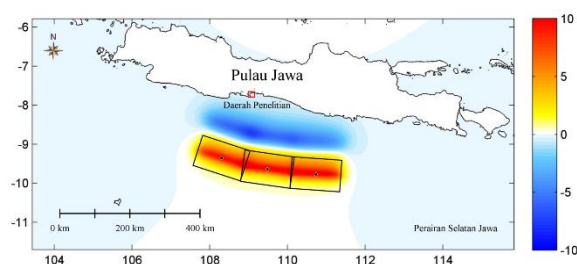 -6
-7
-8
-9
-10
-11
N
Pulau Jawa
Daerah Penelitian
0 km
200 km
400 km
Perairan Selatan Jawa
104
106
108
110
112
114
10
5
0
-5
-10